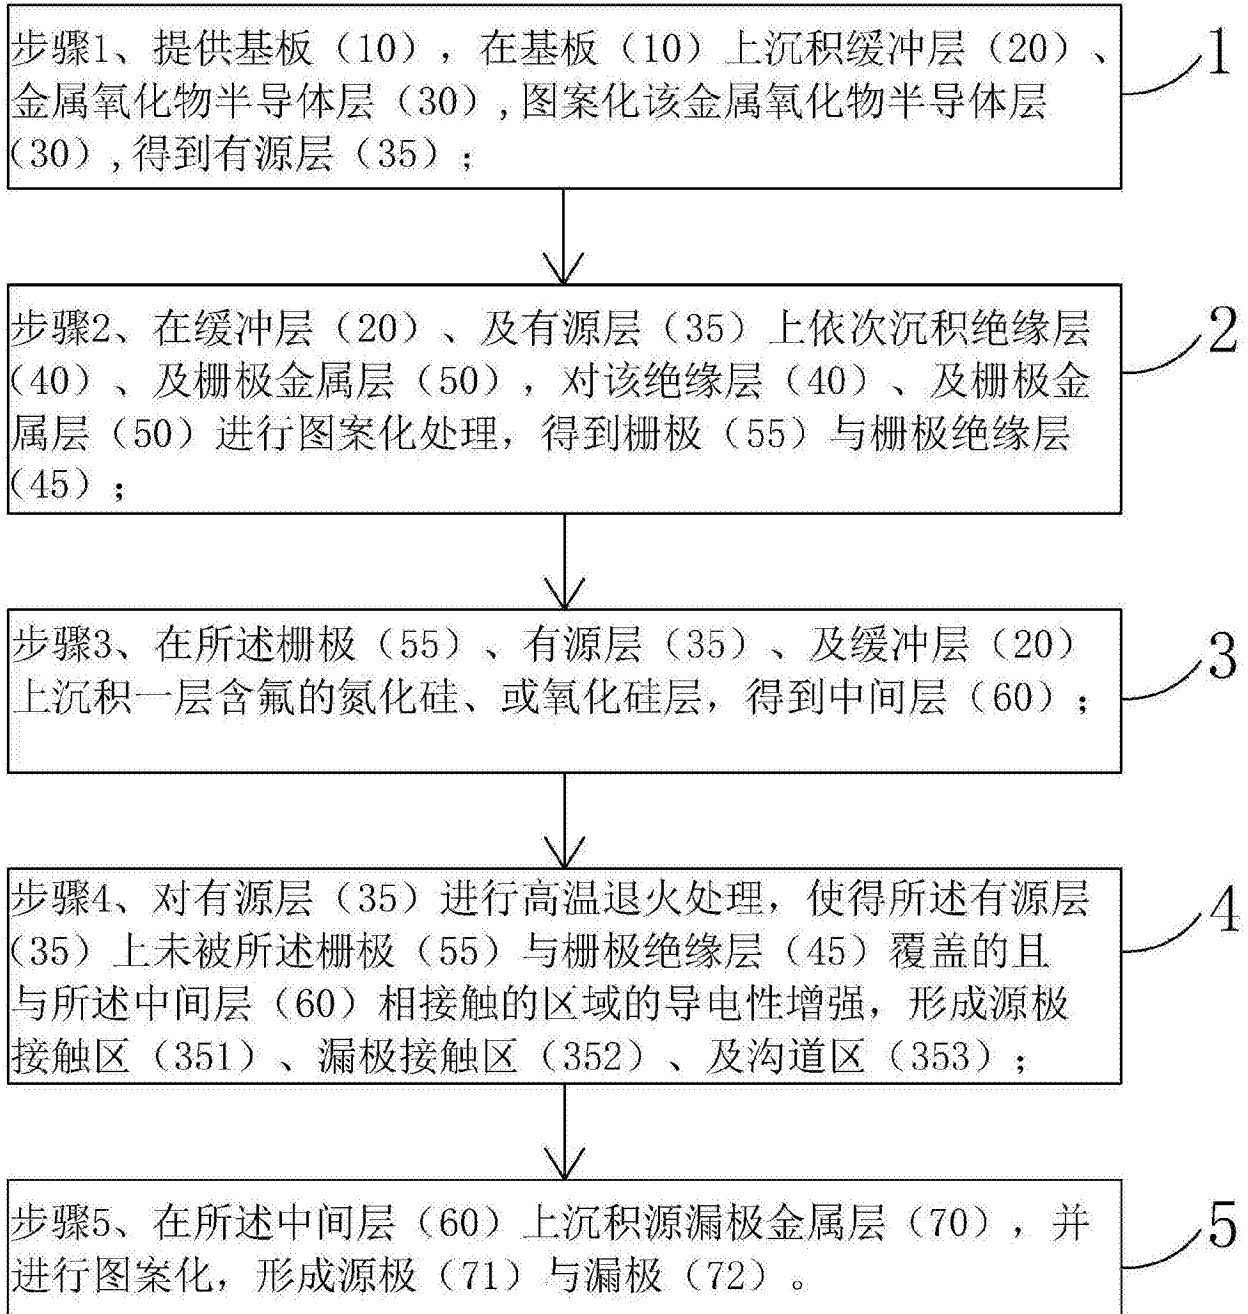 步骤1、提供基板（10），在基板（10）上沉积缓冲层（20）、
金属氧化物半导体层（30）,图案化该金属氧化物半导体层
（30）,得到有源层（35）；
1
步骤2、在缓冲层（20）、及有源层（35）上依次沉积绝缘层
（40）、及栅极金属层（50），对该绝缘层（40）、及栅极金
属层（50）进行图案化处理，得到栅极（55）与栅极绝缘层
（45）；
2
步骤3、在所述栅极（55）、有源层（35）、及缓冲层（20）
上沉积一层含氟的氮化硅、或氧化硅层，得到中间层（60）；
3
步骤4、对有源层（35）进行高温退火处理，使得所述有源层
（35）上未被所述栅极（55）与栅极绝缘层（45）覆盖的且
与所述中间层（60）相接触的区域的导电性增强，形成源极
接触区（351）、漏极接触区（352）、及沟道区（353）；
4
步骤5、在所述中间层（60）上沉积源漏极金属层（70），并
进行图案化，形成源极（71）与漏极（72）。
5